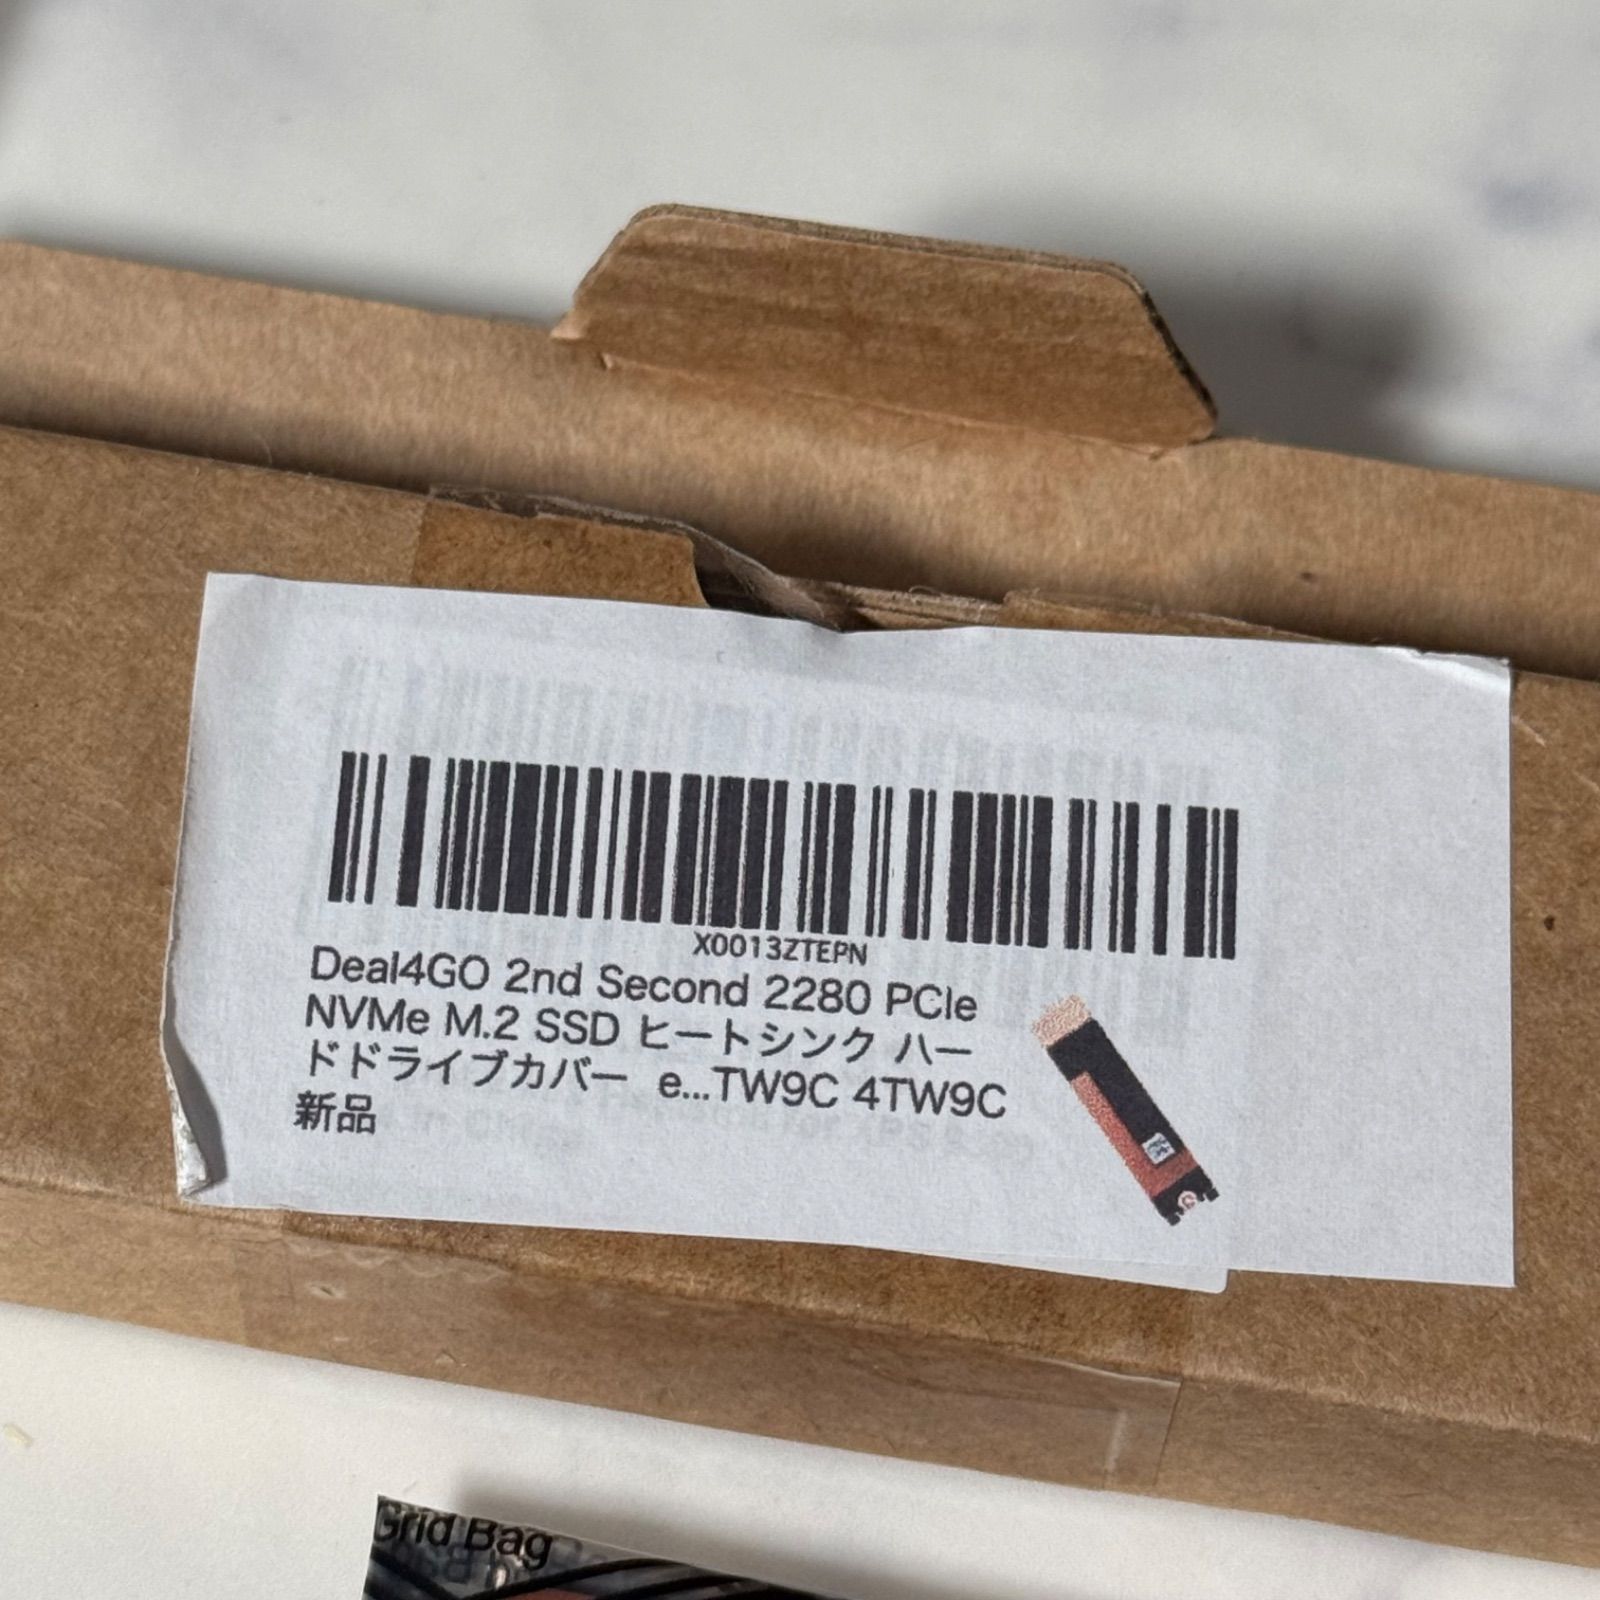 X0013ZTEPN
Deal4GO 2nd Second 2280 PCIe
NVMe M.2 SSD ヒートシンク ハー
ドドライブカバー e...TW9C 4TW9C
新品
Grid Bag